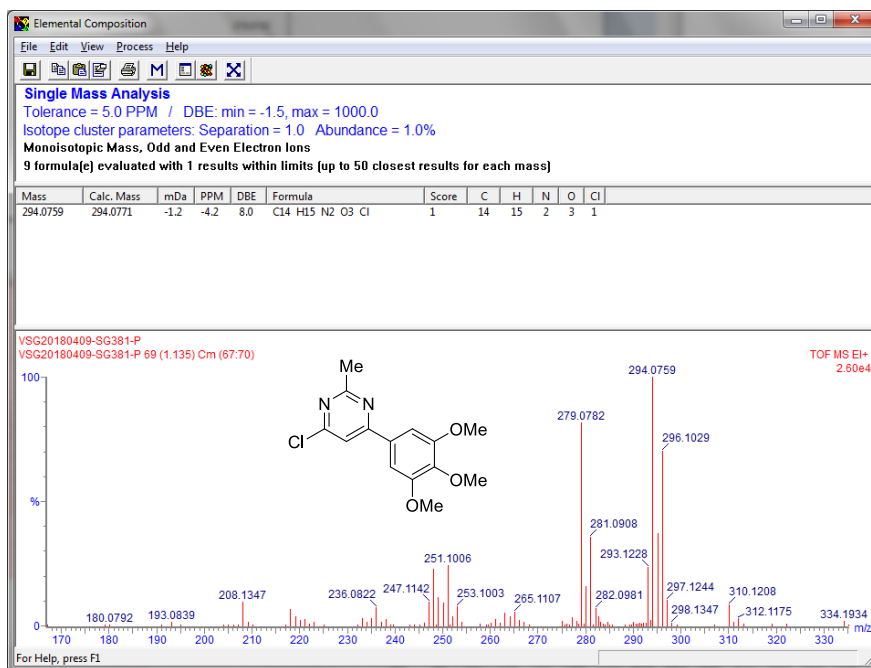 Elemental Composition
File Edit View Process Help
M
Single Mass Analysis
Tolerance = 5.0 PPM / DBE: min = -1.5, max = 1000.0
Isotope cluster parameters: Separation = 1.0 Abundance = 1.0%
Monoisotopic Mass, Odd and Even Electron Ions
9 formula(e) evaluated with 1 results within limits (up to 50 closest results for each mass)
Mass Calc. Mass mDa PPM DBE Formula Score C H N O Cl
294.0759 294.0771 -1.2 -4.2 8.0 C14 H15 N2 O3 Cl 1 14 15 2 3 1
VSG20180409-SG381-P
VSG20180409-SG381-P 69 (1.135) Cm (67:70)
TOF MS EI+
2.60e4
100
%
0
294.0759
279.0782
296.1029
281.0908
293.1228
251.1006
247.1142
236.0822
208.1347
180.0792
193.0839
253.1003
265.1107
282.0981
297.1244
298.1347
310.1208
312.1175
334.1934
Me
N
N
Cl
OMe
OMe
OMe
170 180 190 200 210 220 230 240 250 260 270 280 290 300 310 320 330
m/z
For Help, press F1